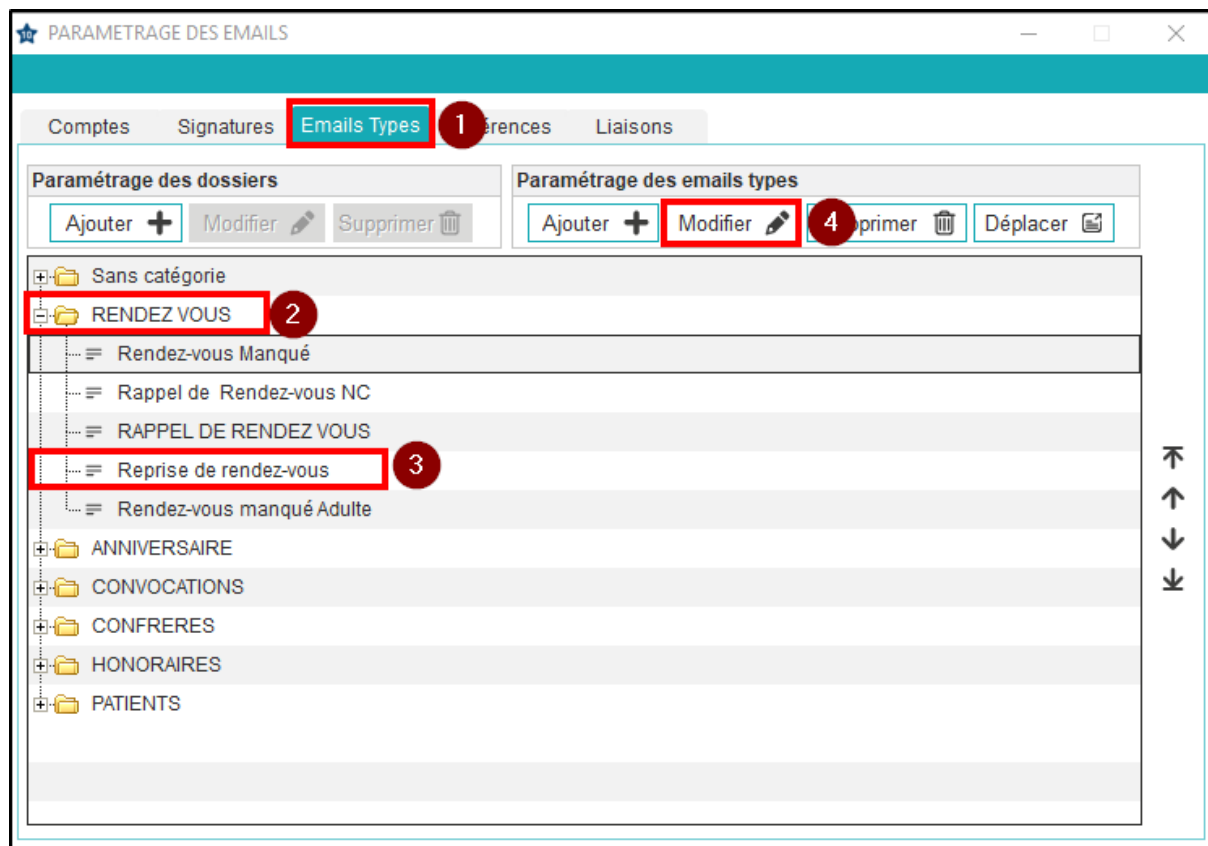 PARAMETRAGE DES EMAILS
Comptes Signatures Emails Types 1 érences Liaisons
Paramétrage des dossiers Paramétrage des emails types
Ajouter Modifier Supprimer Ajouter Modifier 4 pprimer Déplacer
Sans catégorie
RENDEZ VOUS 2
Rendez-vous Manqué
Rappel de Rendez-vous NC
RAPPEL DE RENDEZ VOUS
Reprise de rendez-vous 3
Rendez-vous manqué Adulte
ANNIVERSAIRE
CONVOCATIONS
CONFRERES
HONORAIRES
PATIENTS